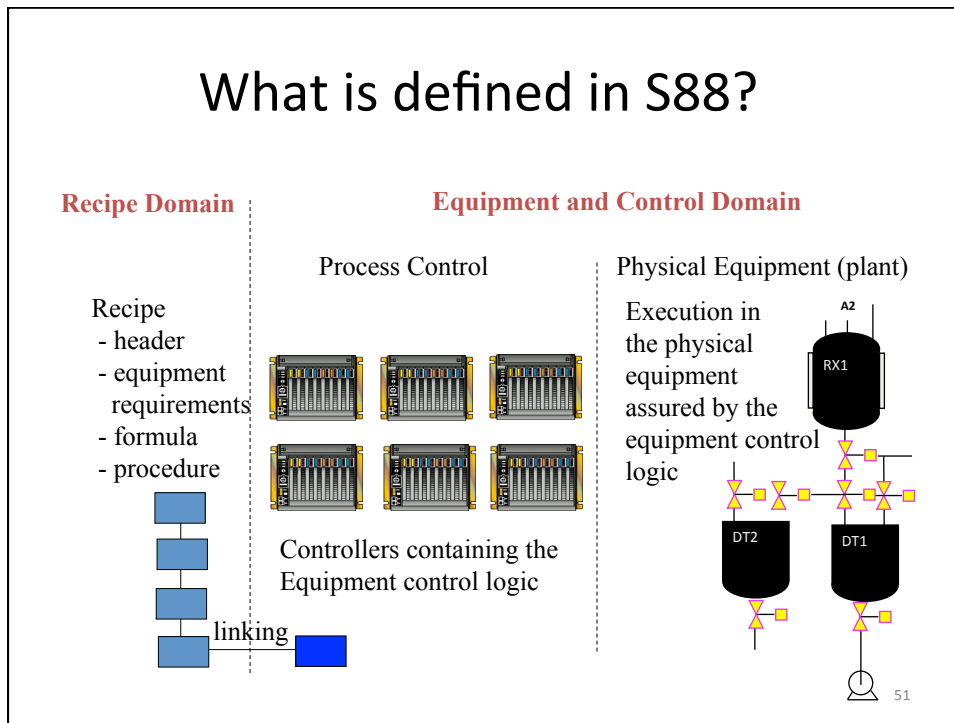 What is defined in S88?
Recipe Domain
Equipment and Control Domain
Process Control
Physical Equipment (plant)
Recipe
- header
- equipment
requirements
- formula
- procedure
linking
Controllers containing the
Equipment control logic
Execution in
the physical
equipment
assured by the
equipment control
logic
A2
RX1
DT2
DT1
51